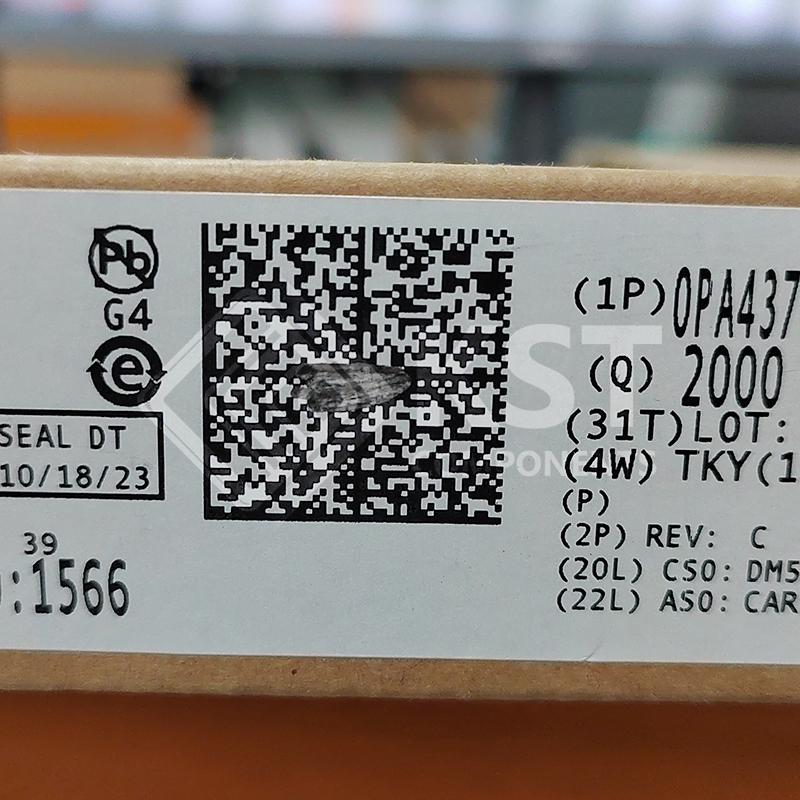 Pb
G4
e
SEAL DT
10/18/23
39
:1566
(1P) OPA437
(Q) 2000
(31T)LOT:
(4W) TKY(1
(P)
(2P) REV: C
(20L) CSO: DM5
(22L) ASO: CAR